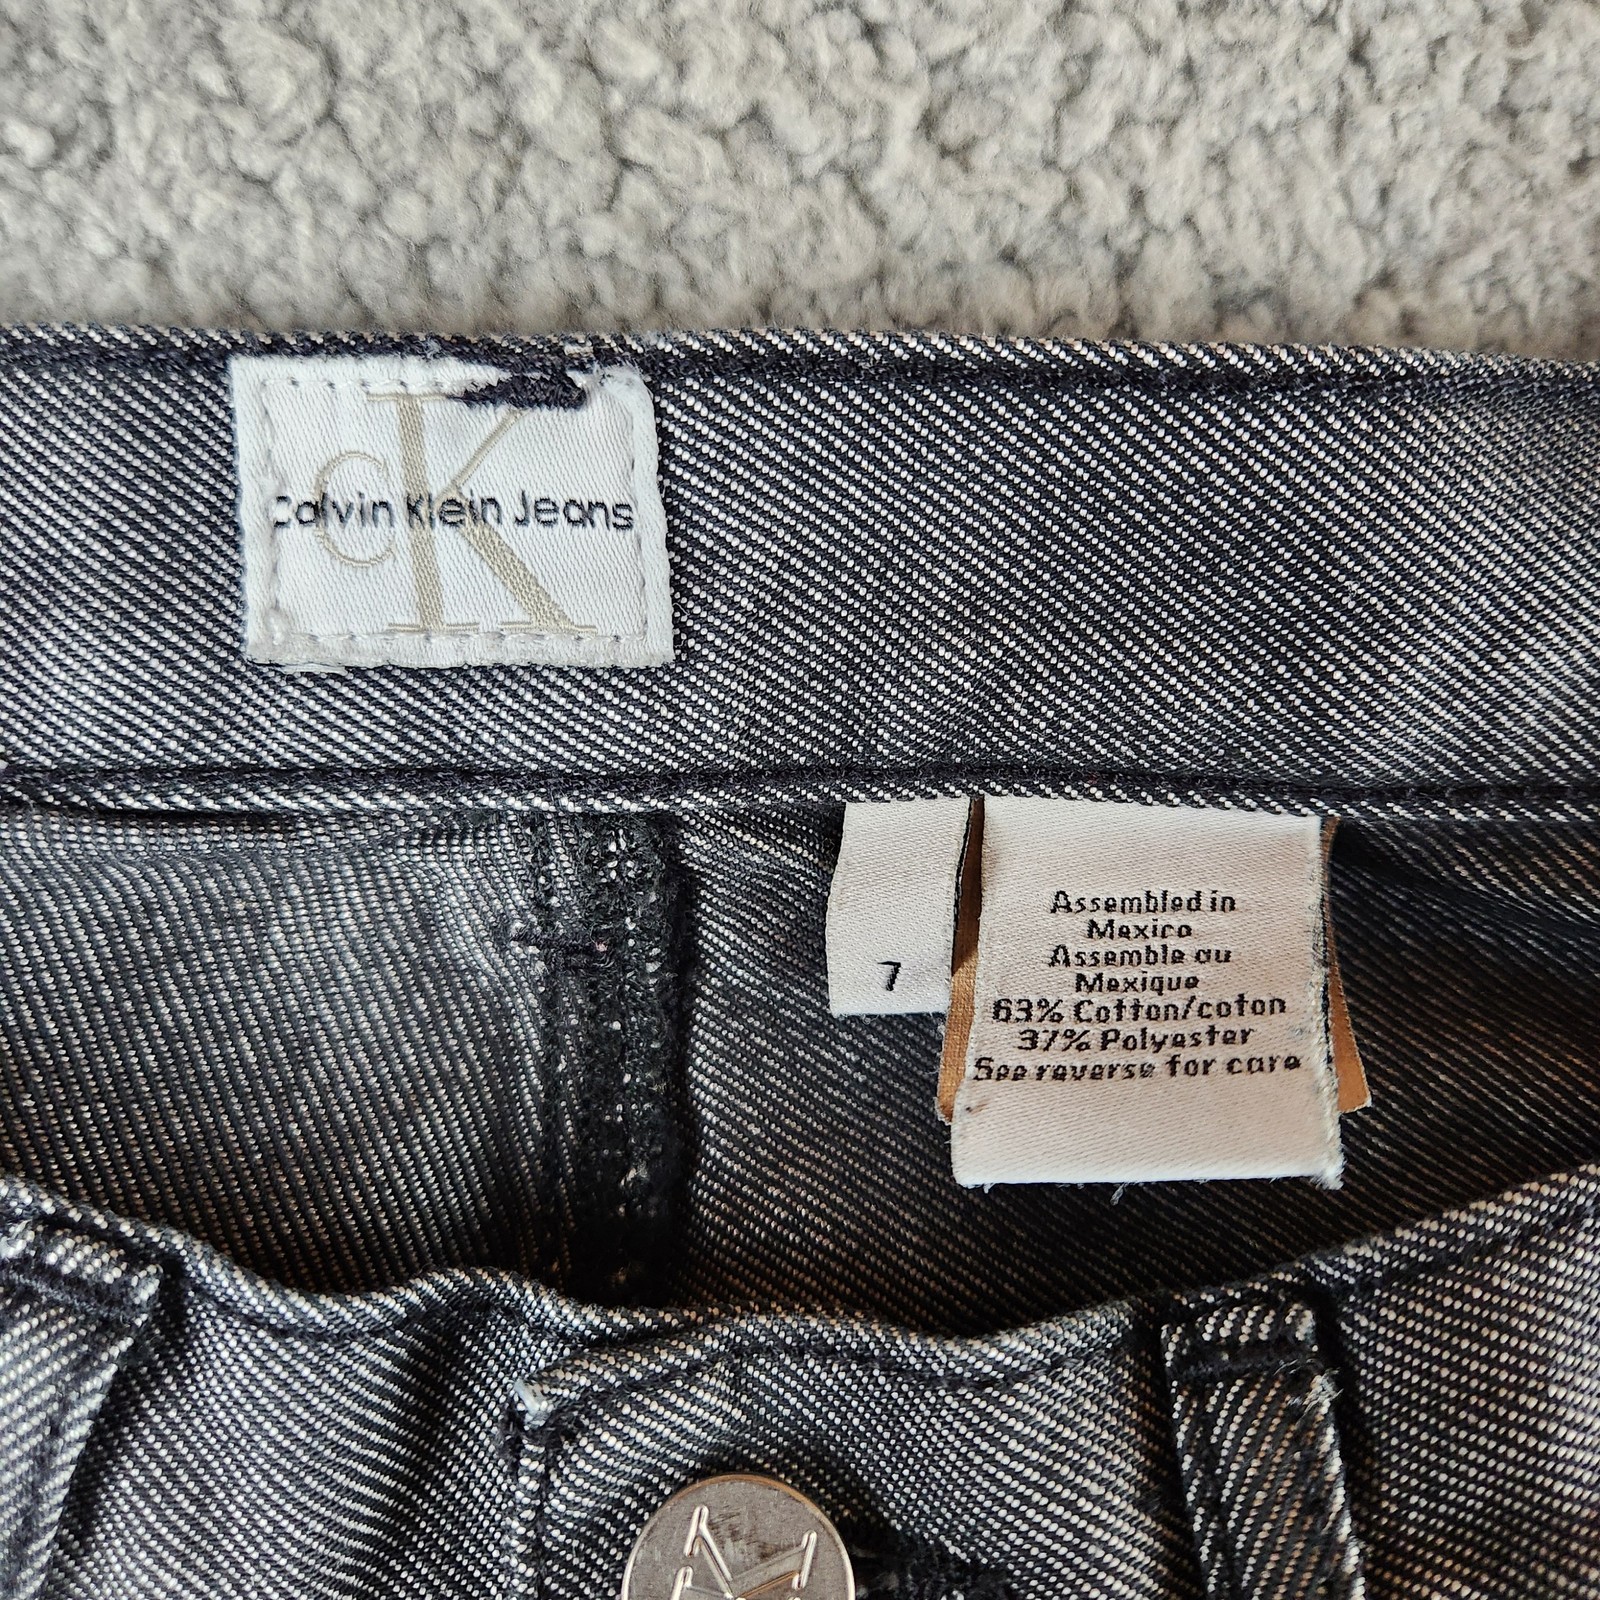 CK
Calvin Klein Jeans
7
Assembled in
Mexico
Assemble au
Mexique
63% Cotton/coton
37% Polyester
See reverse for care